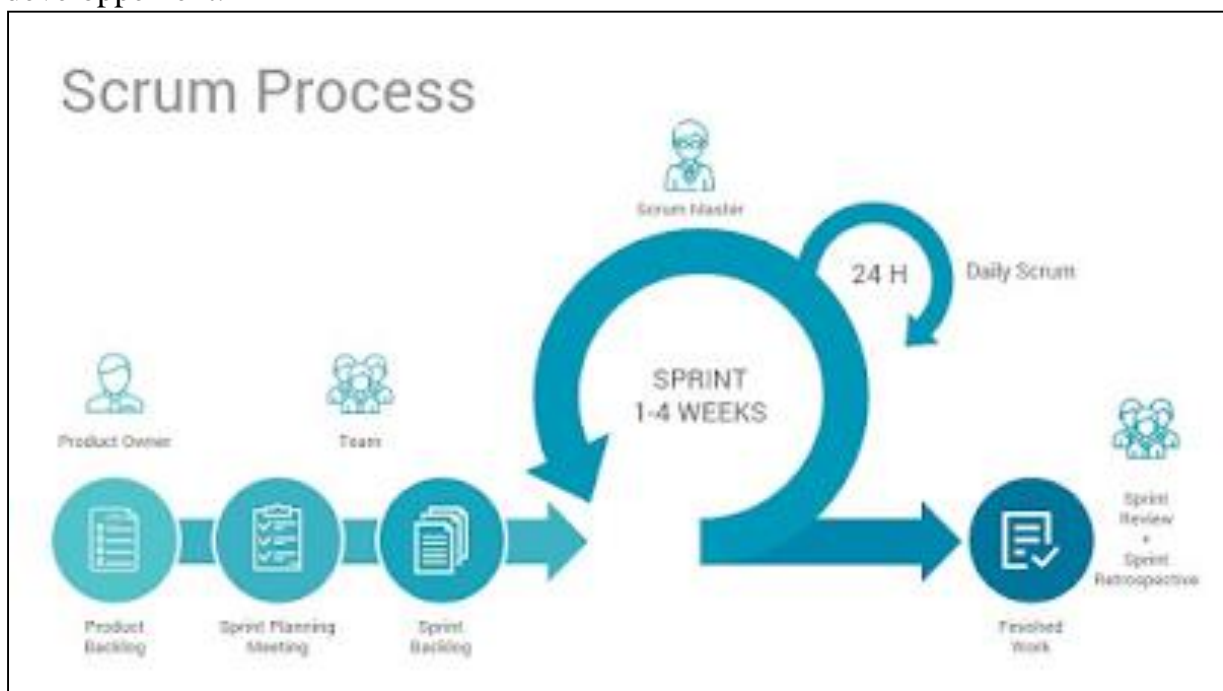 Scrum Process
Scrum Master
24 H
Daily Scrum
SPRINT
1-4 WEEKS
Product Owner
Team
Sprint
Review
+
Sprint
Retrospective
Product
Backlog
Sprint Planning
Meeting
Sprint
Backlog
Finished
Work